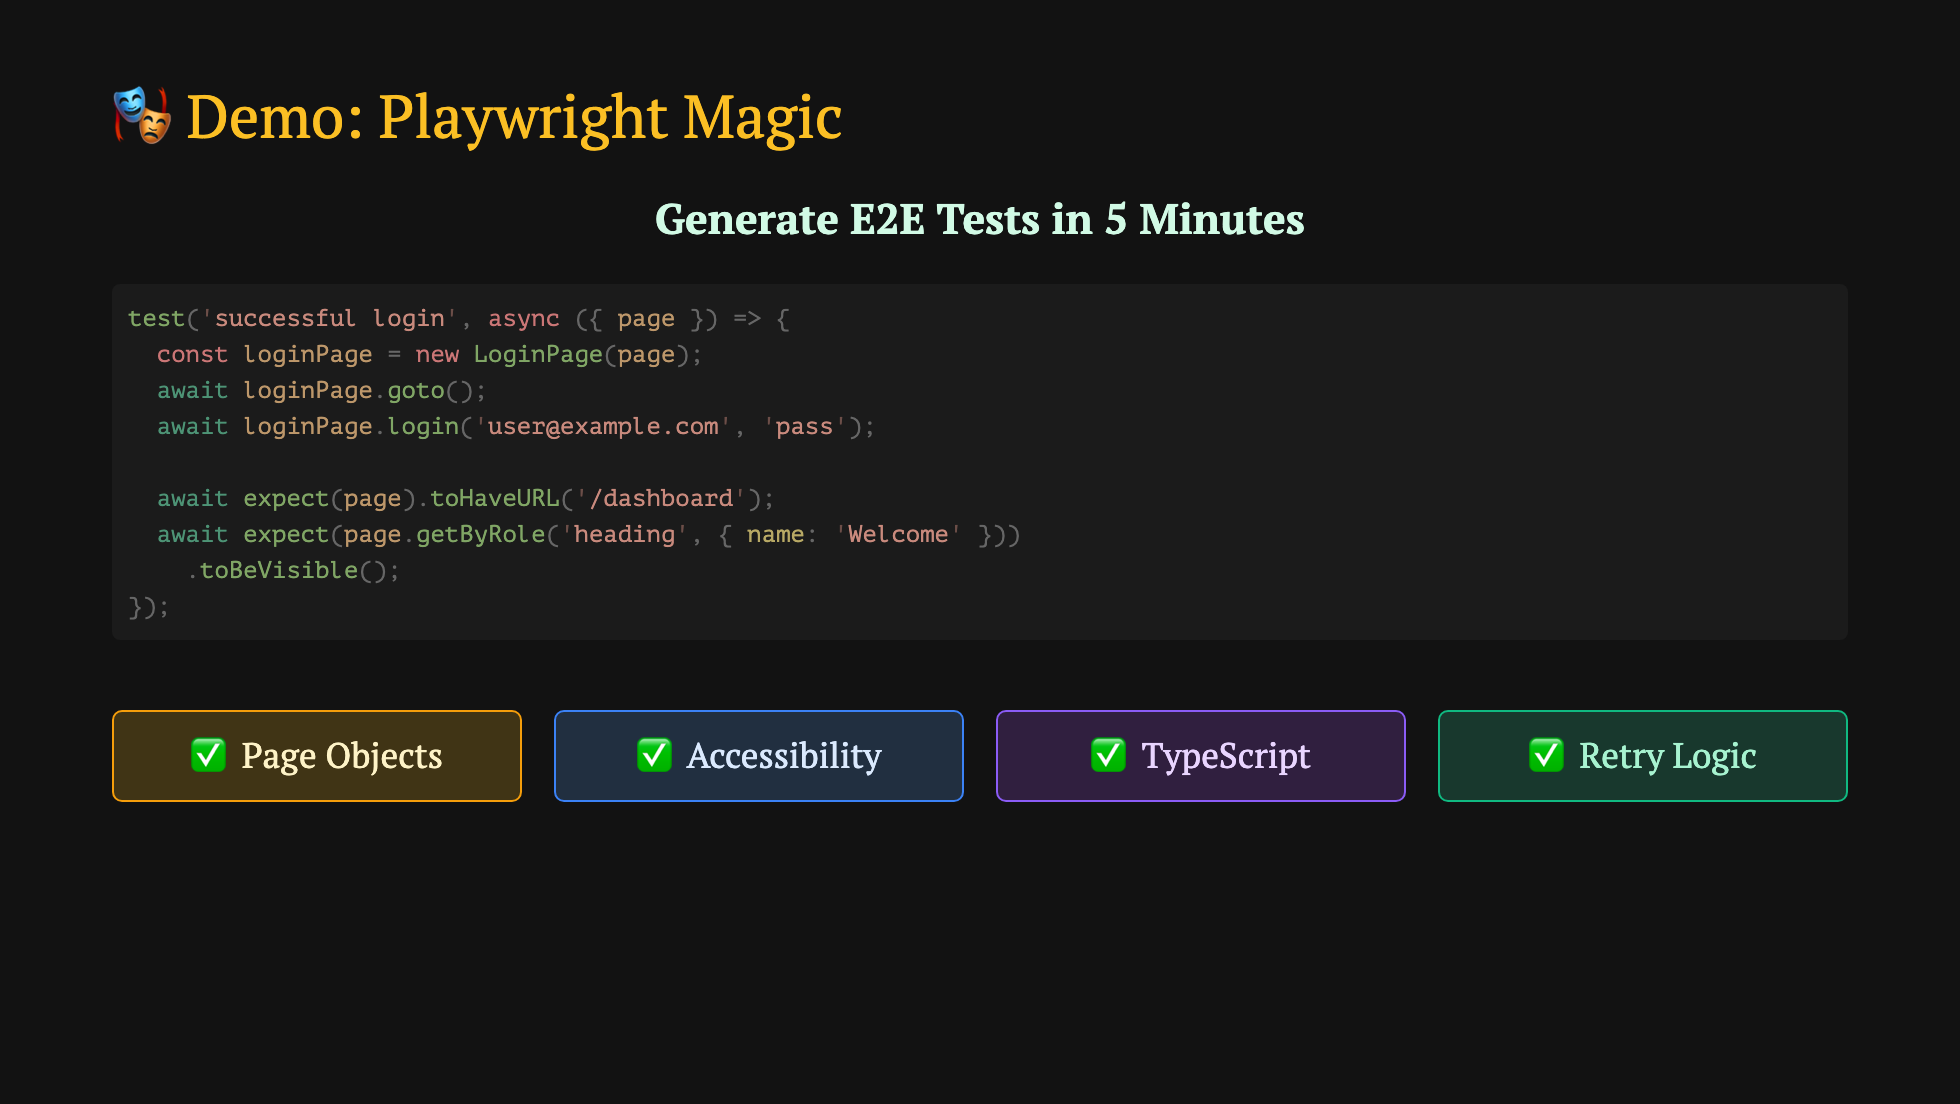 🎭 Demo: Playwright Magic
Generate E2E Tests in 5 Minutes
test('successful login', async ({ page }) => {
  const loginPage = new LoginPage(page);
  await loginPage.goto();
  await loginPage.login('user@example.com', 'pass');

  await expect(page).toHaveURL('/dashboard');
  await expect(page.getByRole('heading', { name: 'Welcome' }))
    .toBeVisible();
});
✅ Page Objects
✅ Accessibility
✅ TypeScript
✅ Retry Logic